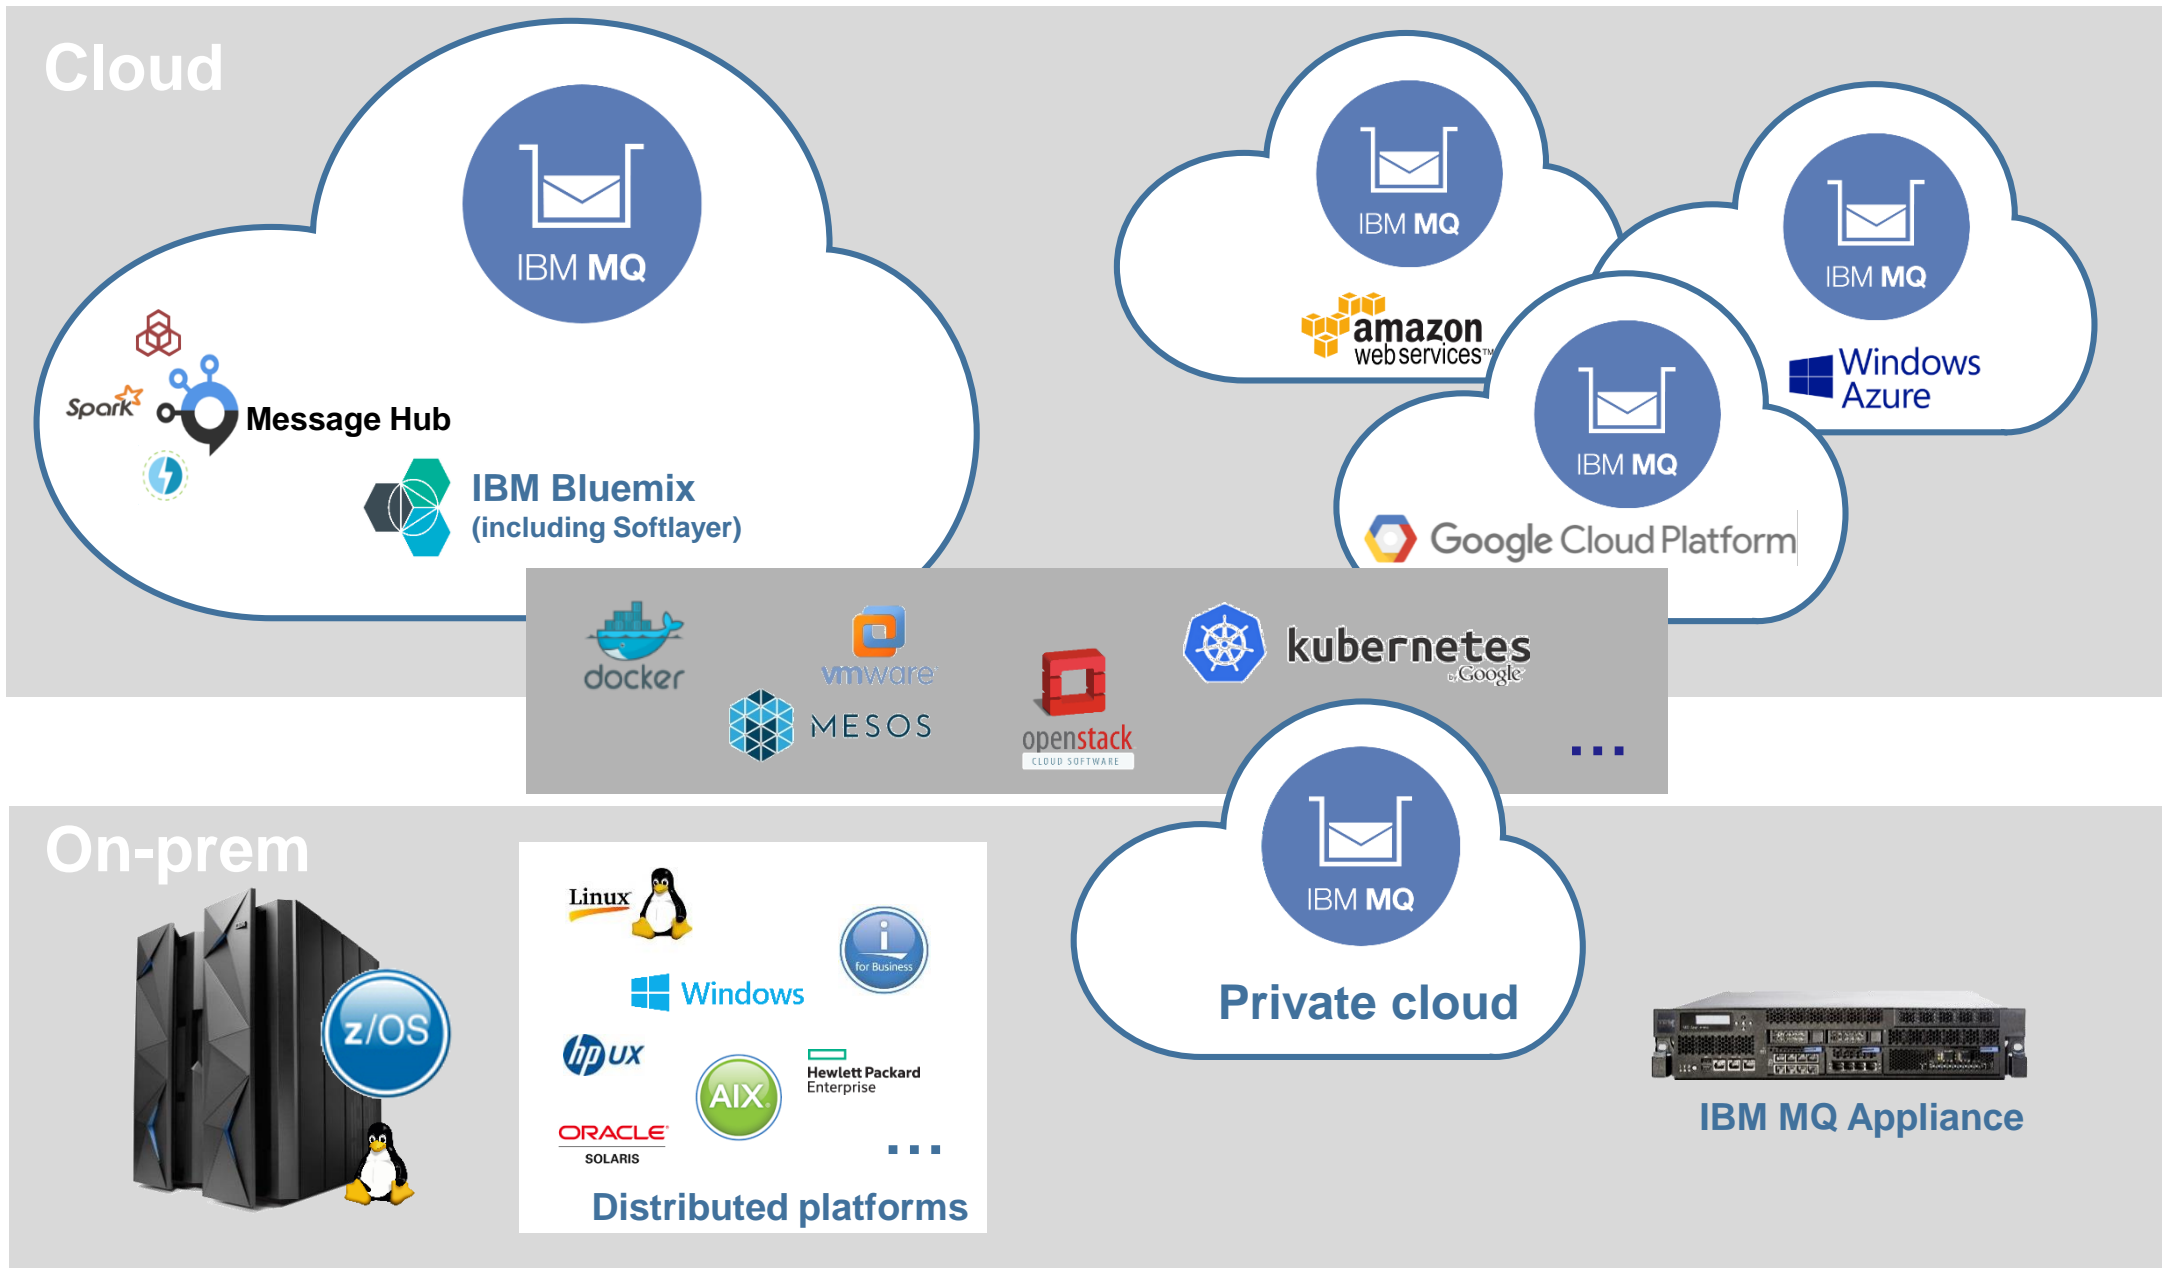 Cloud
IBM MQ
Spark
Message Hub
IBM Bluemix
(including Softlayer)
IBM MQ
amazon
web services™
IBM MQ
Windows
Azure
IBM MQ
Google Cloud Platform
docker
vmware
MESOS
openstack
CLOUD SOFTWARE
kubernetes
by Google
...
On-prem
z/OS
Linux
i
for Business
Windows
hp UX
AIX
Hewlett Packard
Enterprise
ORACLE
SOLARIS
...
Distributed platforms
IBM MQ
Private cloud
IBM MQ Appliance